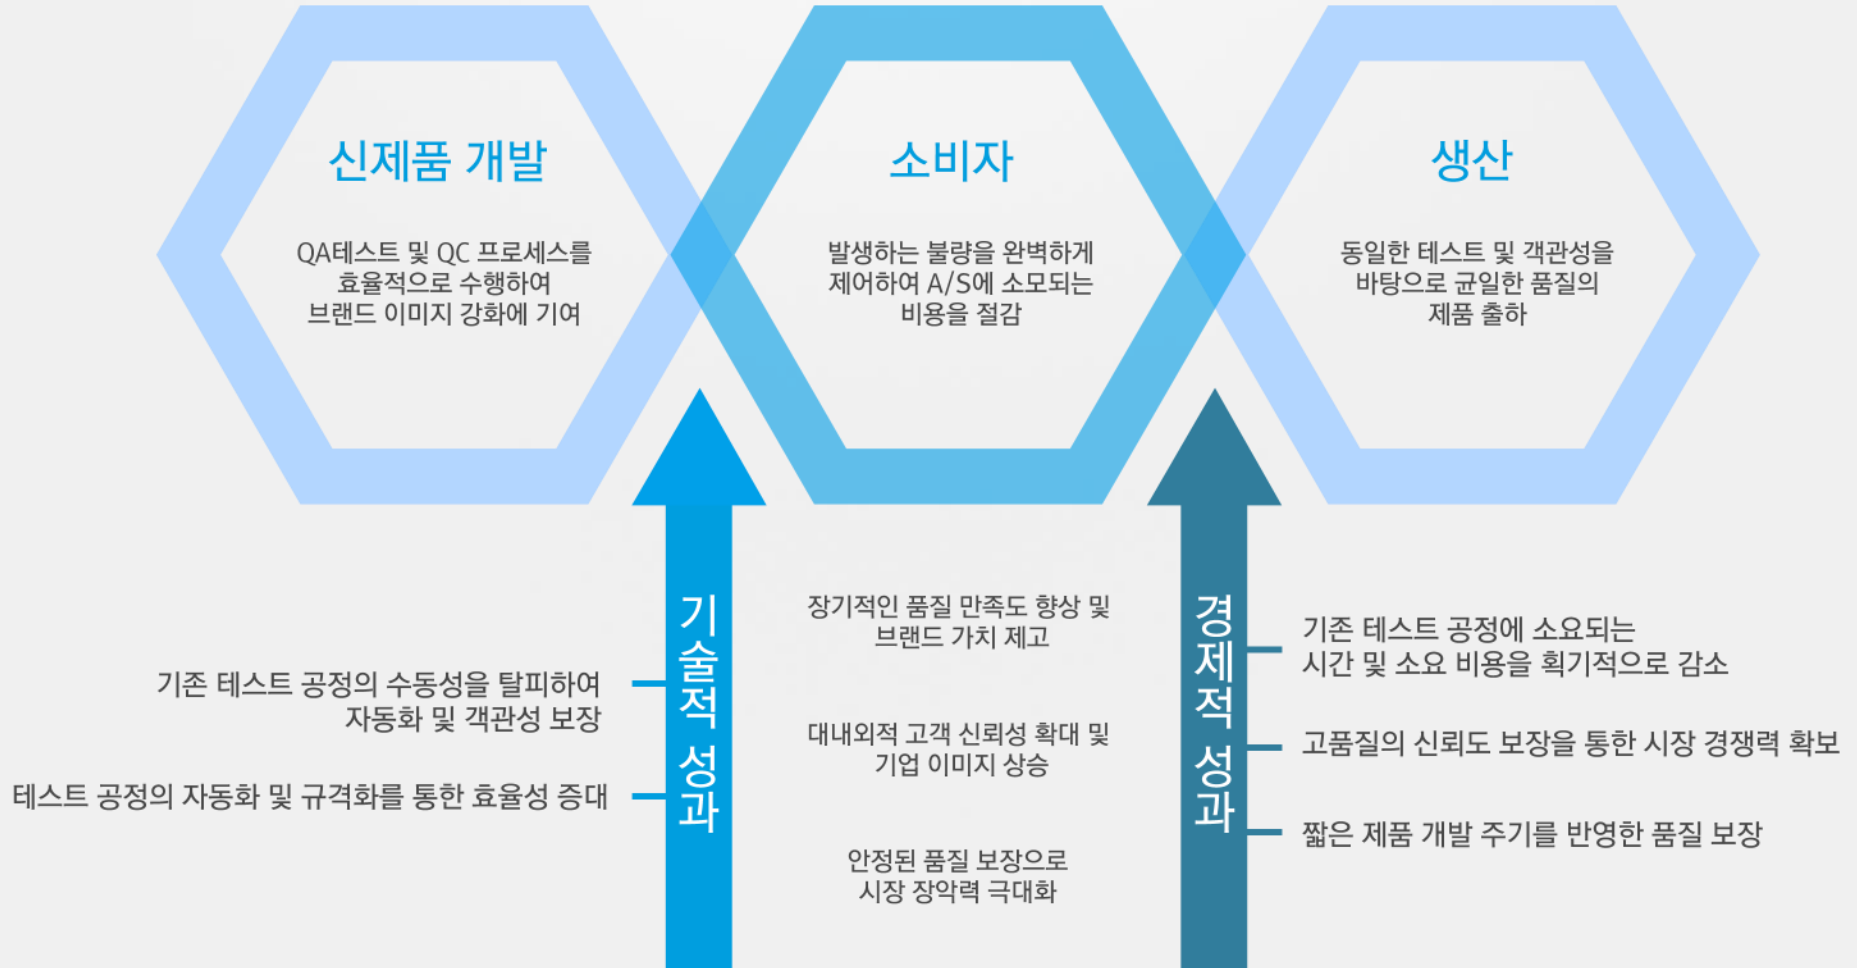 신제품 개발
QA테스트 및 QC 프로세스를
효율적으로 수행하여
브랜드 이미지 강화에 기여
소비자
발생하는 불량을 완벽하게
제어하여 A/S에 소모되는
비용을 절감
생산
동일한 테스트 및 객관성을
바탕으로 균일한 품질의
제품 출하
기술적 성과
기존 테스트 공정의 수동성을 탈피하여
자동화 및 객관성 보장
테스트 공정의 자동화 및 규격화를 통한 효율성 증대
장기적인 품질 만족도 향상 및
브랜드 가치 제고
대내외적 고객 신뢰성 확대 및
기업 이미지 상승
안정된 품질 보장으로
시장 장악력 극대화
경제적 성과
기존 테스트 공정에 소요되는
시간 및 소요 비용을 획기적으로 감소
고품질의 신뢰도 보장을 통한 시장 경쟁력 확보
짧은 제품 개발 주기를 반영한 품질 보장